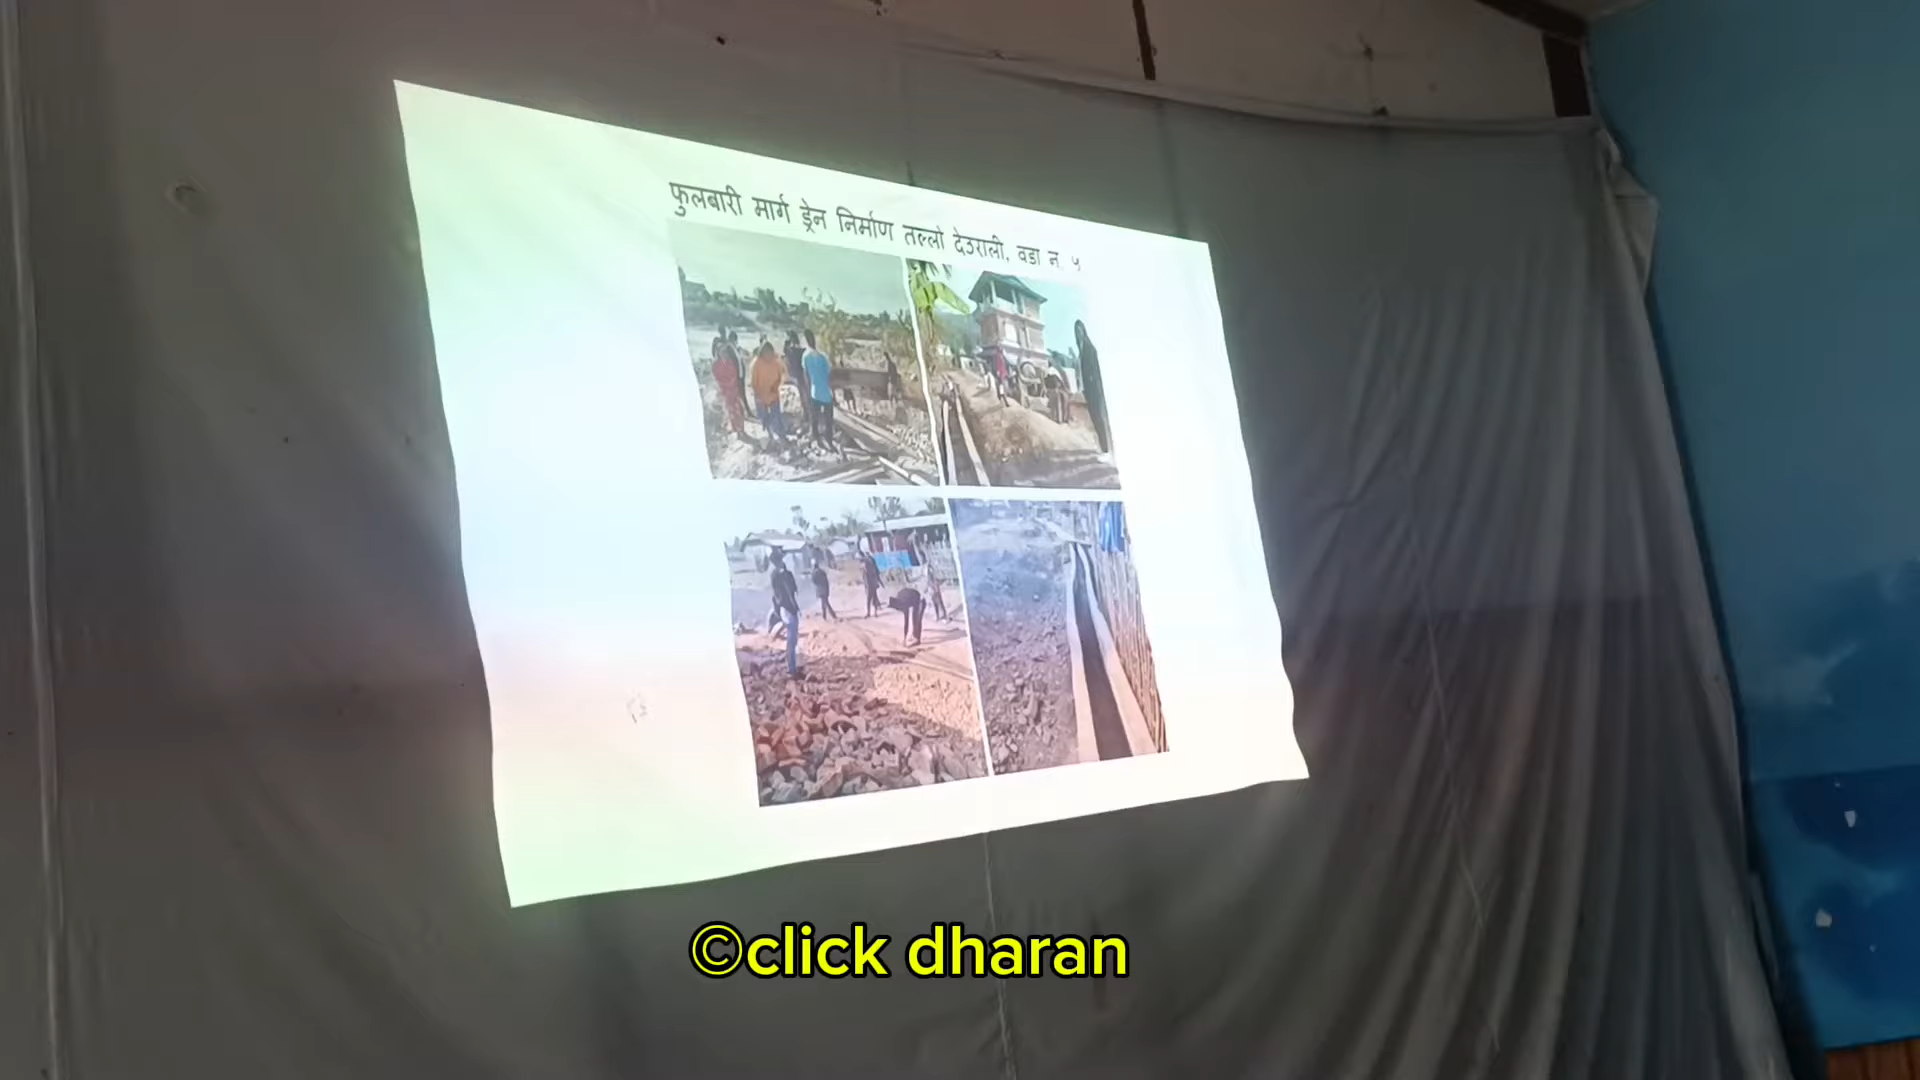 फुलबारी मार्ग ड्रेन निर्माण तल्लो देउराली, वडा न. ५
©click dharan